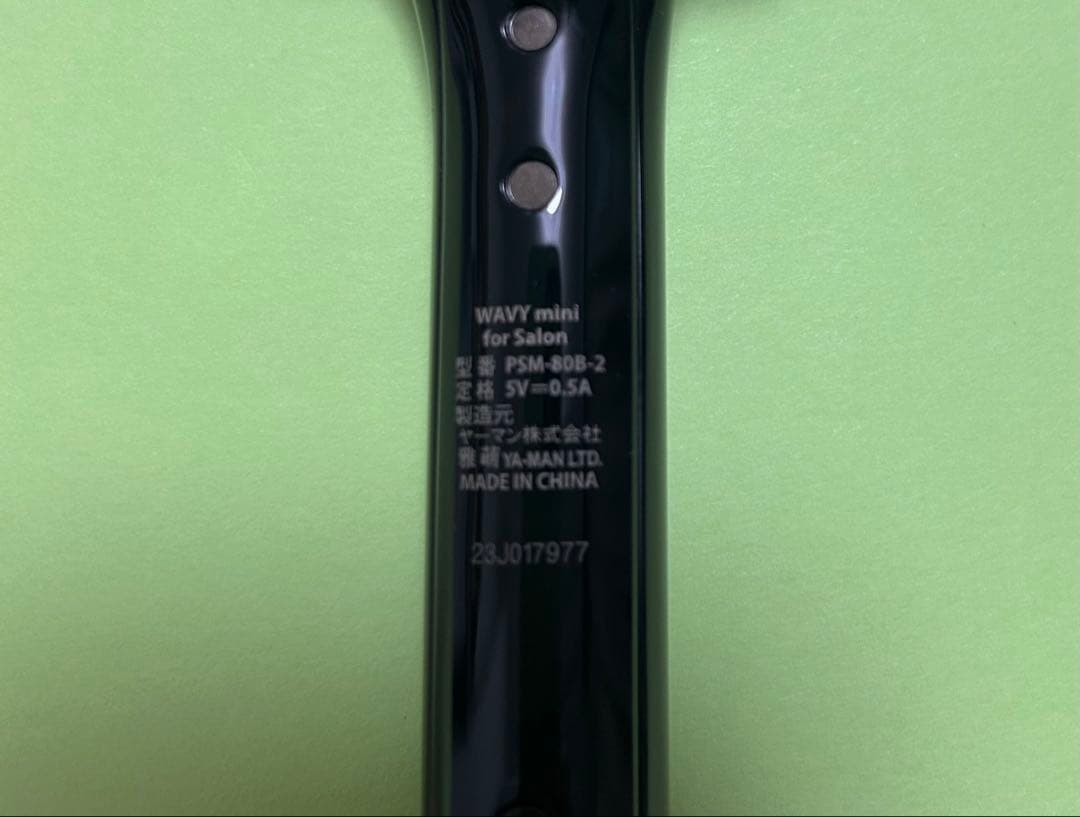 WAVY mini
for Salon
型番 PSM-80B-2
定格 5V⎓0.5A
製造元
ヤーマン株式会社
雅萌 YA-MAN LTD.
MADE IN CHINA
23J017977